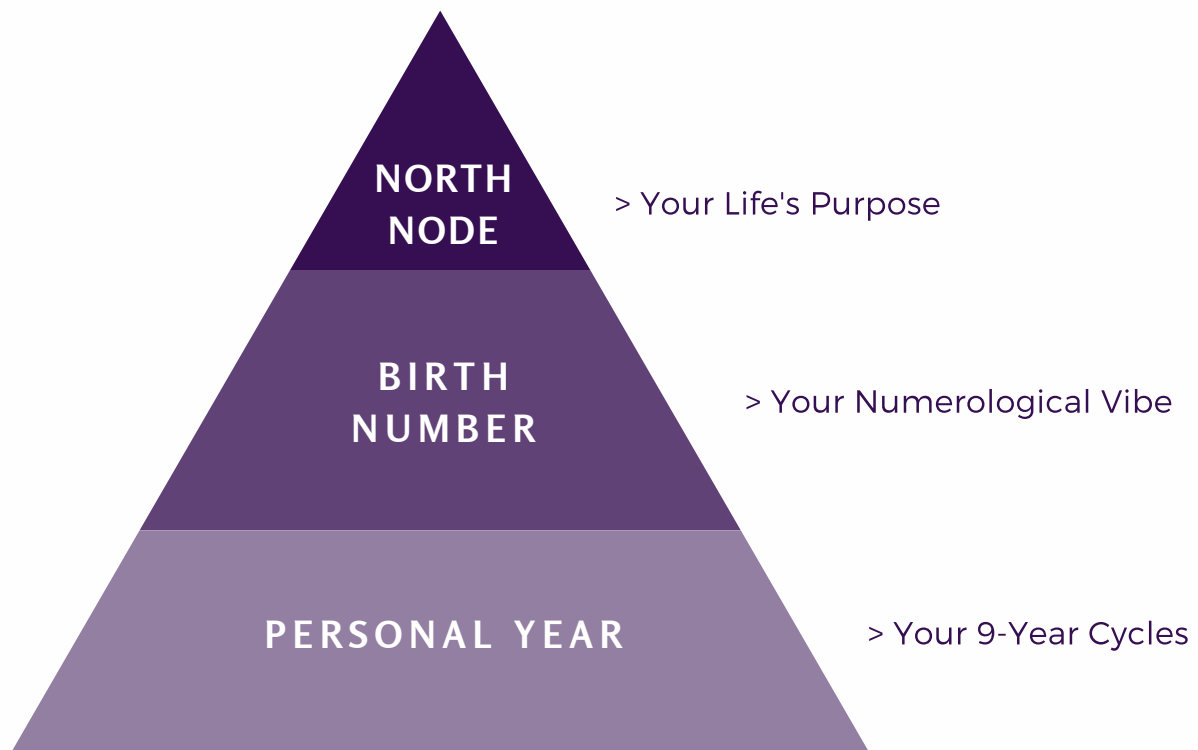 NORTH
NODE
> Your Life's Purpose
BIRTH
NUMBER
> Your Numerological Vibe
PERSONAL YEAR
> Your 9-Year Cycles